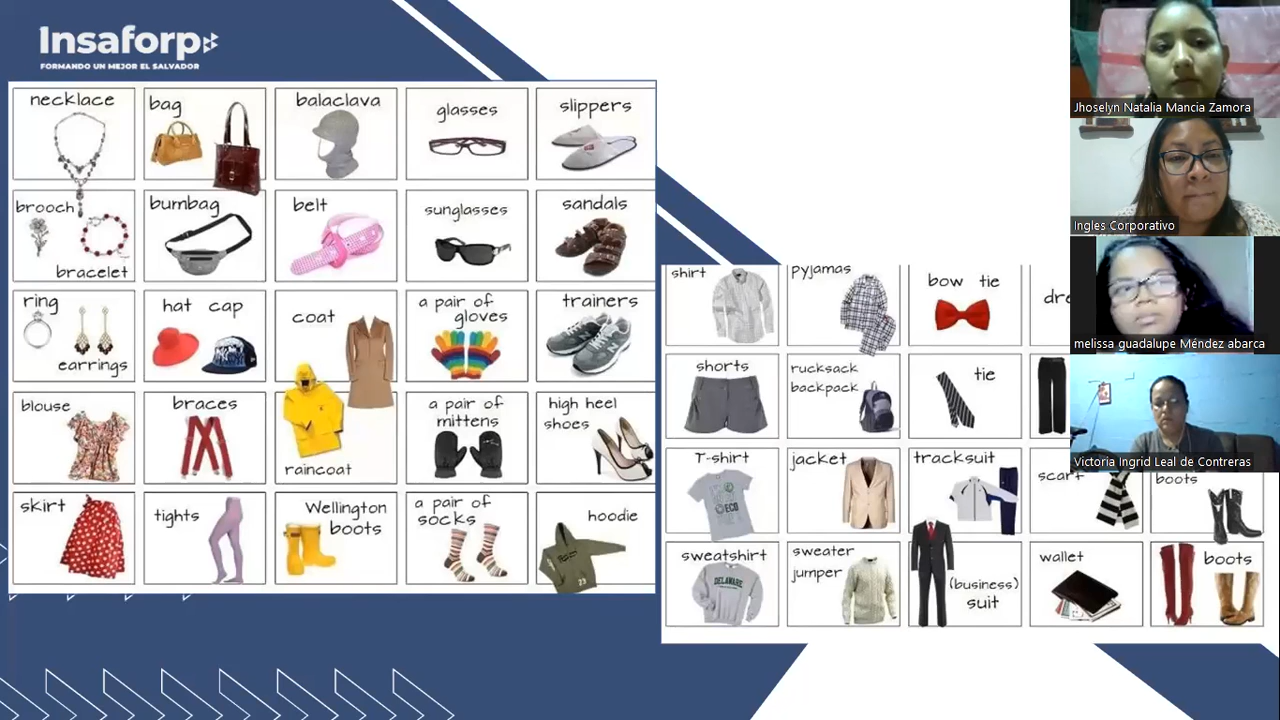 Insaforp
FORMANDO UN MEJOR EL SALVADOR
necklace
bag
balaclava
glasses
slippers
brooch
bracelet
bumbag
belt
sunglasses
sandals
ring
earrings
hat cap
coat
raincoat
a pair of
gloves
trainers
blouse
braces
a pair of
mittens
high heel
shoes
skirt
tights
Wellington
boots
a pair of
socks
hoodie
shirt
pyjamas
bow tie
dre
shorts
rucksack
backpack
tie
T-shirt
jacket
tracksuit
scarf
boots
sweatshirt
sweater
jumper
(business)
suit
wallet
boots
DELAWARE
ECO
23
Jhoselyn Natalia Mancia Zamora
Ingles Corporativo
melissa guadalupe Méndez abarca
Victoria Ingrid Leal de Contreras